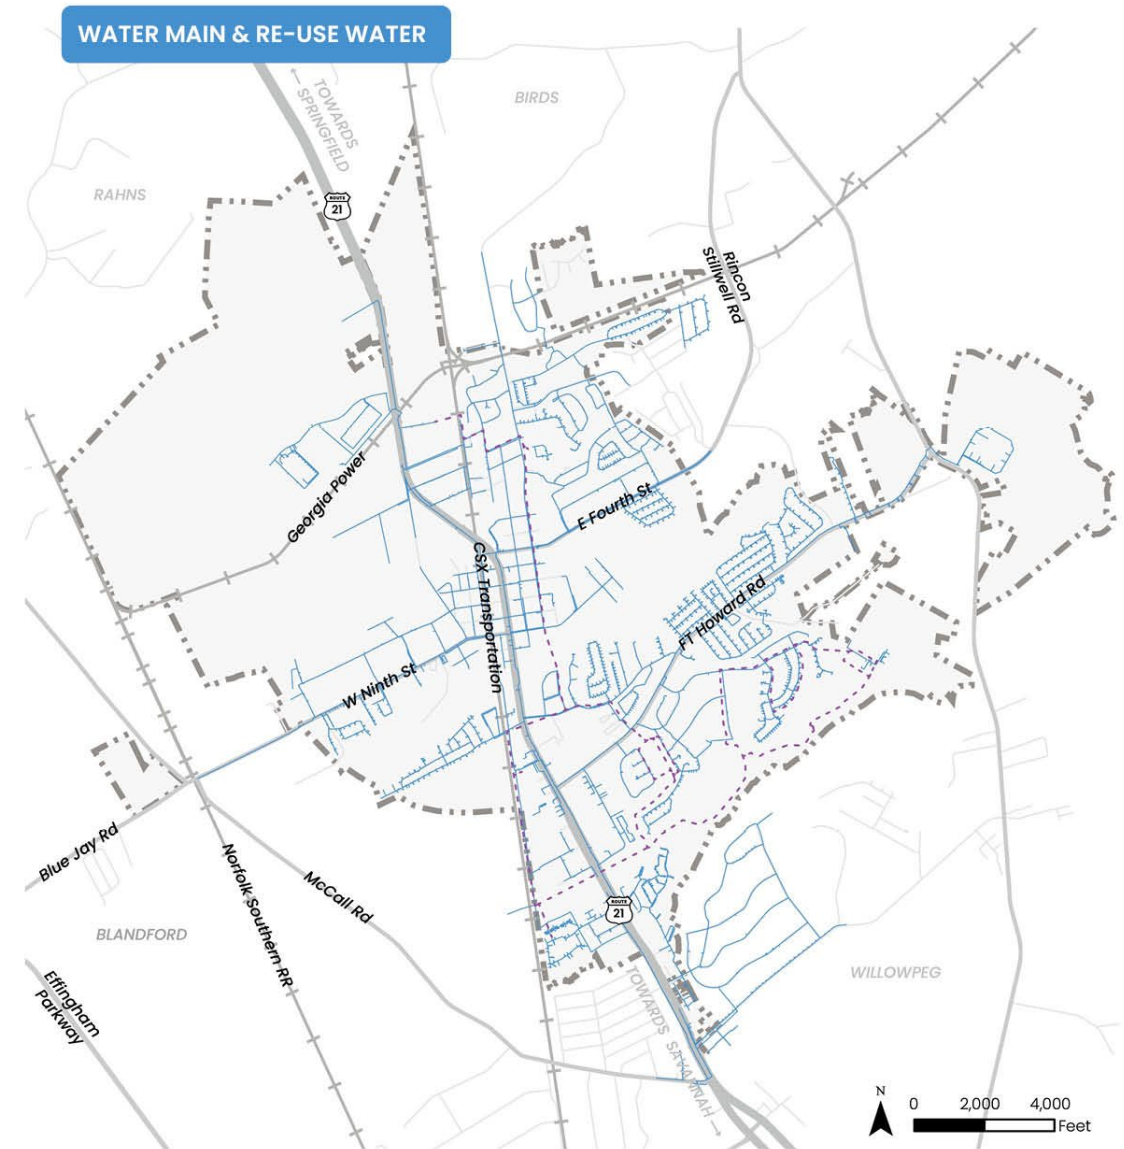 WATER MAIN & RE-USE WATER
← TOWARDS
SPRINGFIELD
BIRDS
RAHNS
ROUTE
21
Rincon
Stillwell Rd
Georgia Power
E Fourth St
CSX Transportation
FT Howard Rd
W Ninth St
Blue Jay Rd
Norfolk Southern RR
McCall Rd
ROUTE
21
BLANDFORD
WILLOWPEG
Effingham
Parkway
TOWARDS SAVANNAH →
N
0 2,000 4,000
Feet